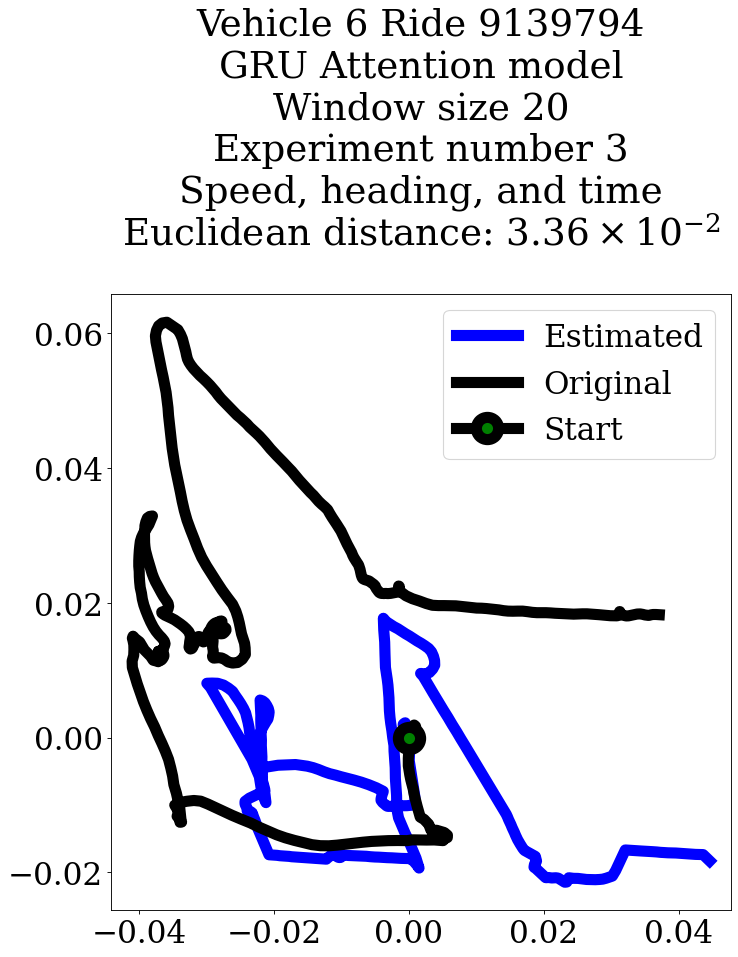 Vehicle 6 Ride 9139794
GRU Attention model
Window size 20
Experiment number 3
Speed, heading, and time
Euclidean distance: 3.36 × 10⁻²
Estimated
Original
Start
0.06
0.04
0.02
0.00
−0.02
−0.04 −0.02 0.00 0.02 0.04